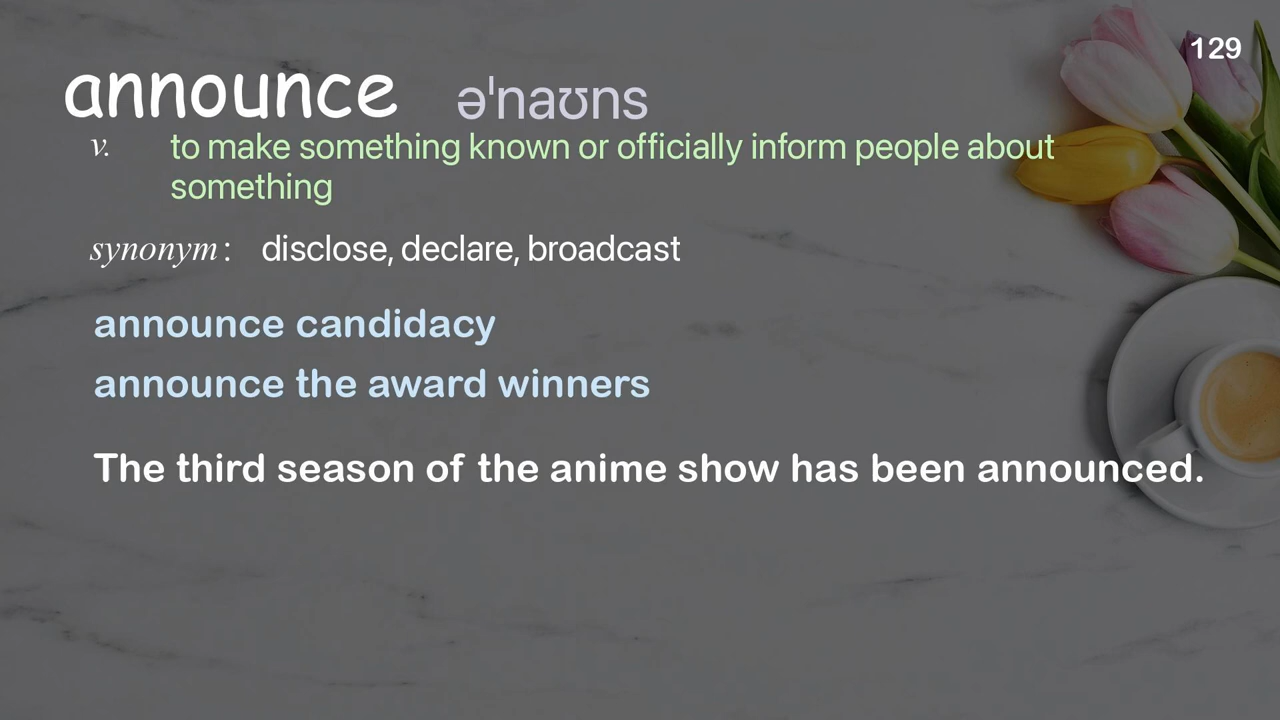 129
announce əˈnaʊns
v. to make something known or officially inform people about
something
synonym: disclose, declare, broadcast
announce candidacy
announce the award winners
The third season of the anime show has been announced.